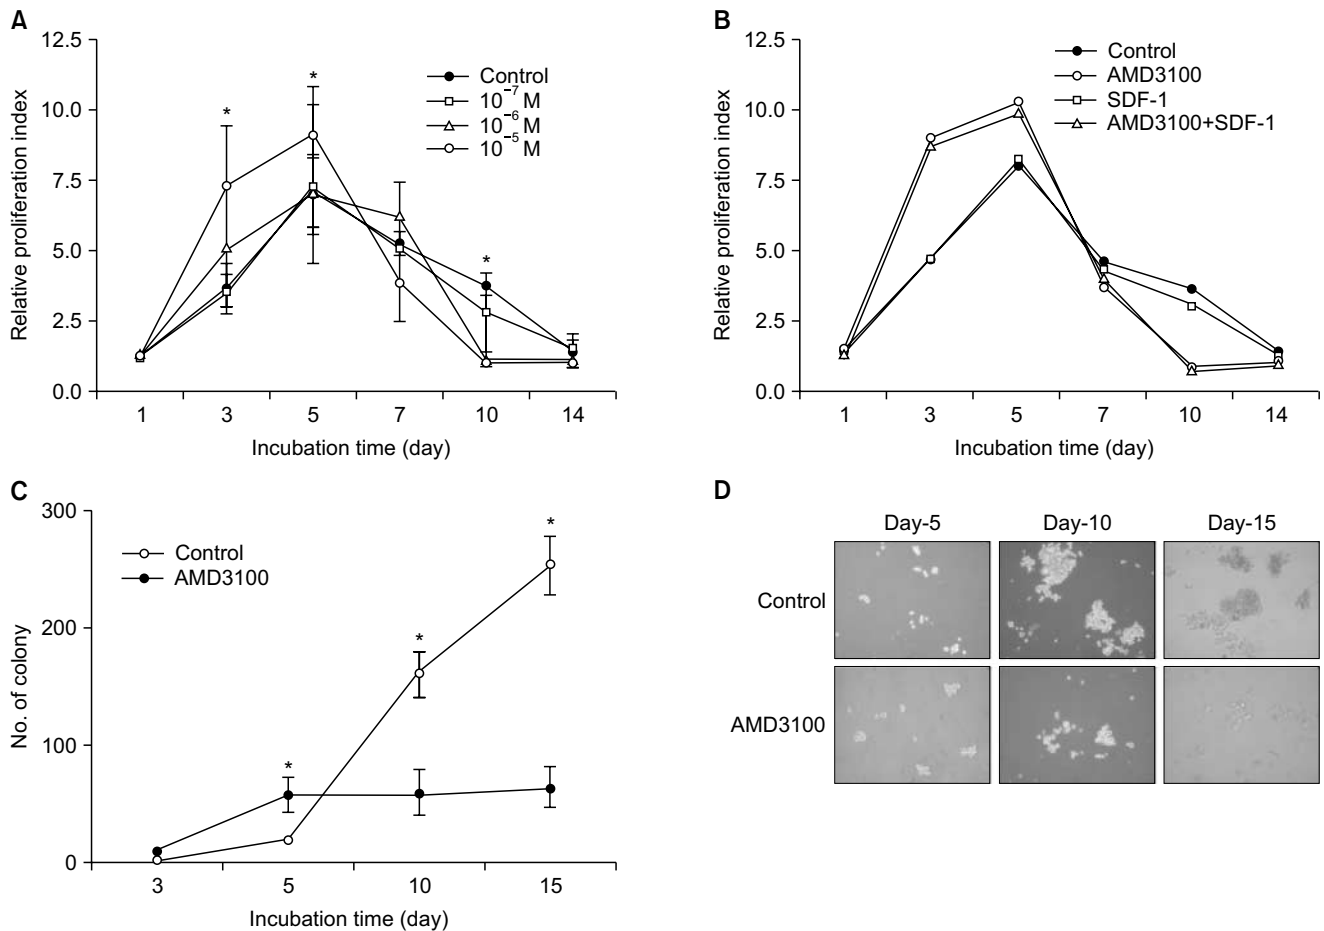 A
12.5
10.0
7.5
5.0
2.5
0.0
Relative proliferation index
* * *
Control
10⁻⁷ M
10⁻⁶ M
10⁻⁵ M
1 3 5 7 10 14
Incubation time (day)
B
12.5
10.0
7.5
5.0
2.5
0.0
Relative proliferation index
Control
AMD3100
SDF-1
AMD3100+SDF-1
1 3 5 7 10 14
Incubation time (day)
C
300
200
100
0
No. of colony
Control
AMD3100
* * *
3 5 10 15
Incubation time (day)
D
Day-5 Day-10 Day-15
Control
AMD3100